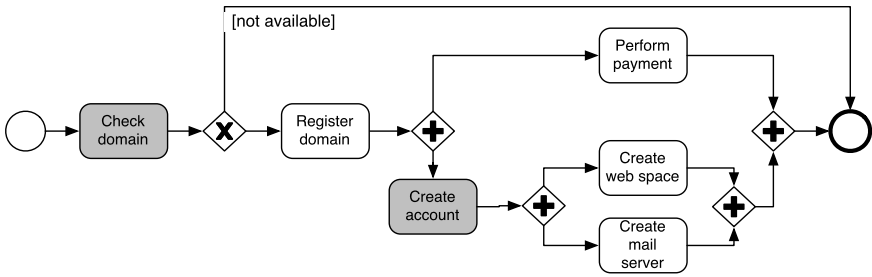 [not available]
Perform
payment
Check
domain
Register
domain
Create
web space
Create
account
Create
mail
server